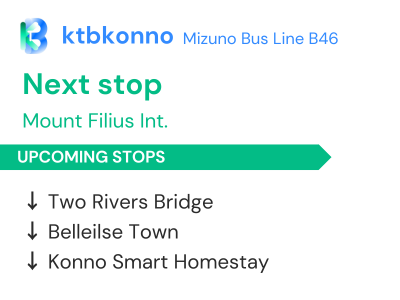 ktbkonno Mizuno Bus Line B46
Next stop
Mount Filius Int.
UPCOMING STOPS
↓ Two Rivers Bridge
↓ Belleilse Town
↓ Konno Smart Homestay